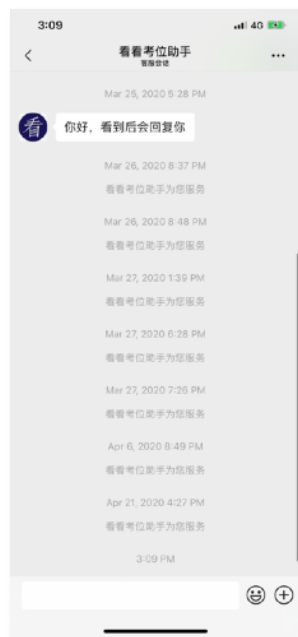 3:09
4G
看看考位助手
客服会话
Mar 25, 2020 5:28 PM
看
你好，看到后会回复你
Mar 26, 2020 8:37 PM
看看考位助手为您服务
Mar 26, 2020 8:48 PM
看看考位助手为您服务
Mar 27, 2020 1:39 PM
看看考位助手为您服务
Mar 27, 2020 6:28 PM
看看考位助手为您服务
Mar 27, 2020 7:26 PM
看看考位助手为您服务
Apr 6, 2020 8:49 PM
看看考位助手为您服务
Apr 21, 2020 4:27 PM
看看考位助手为您服务
3:09 PM